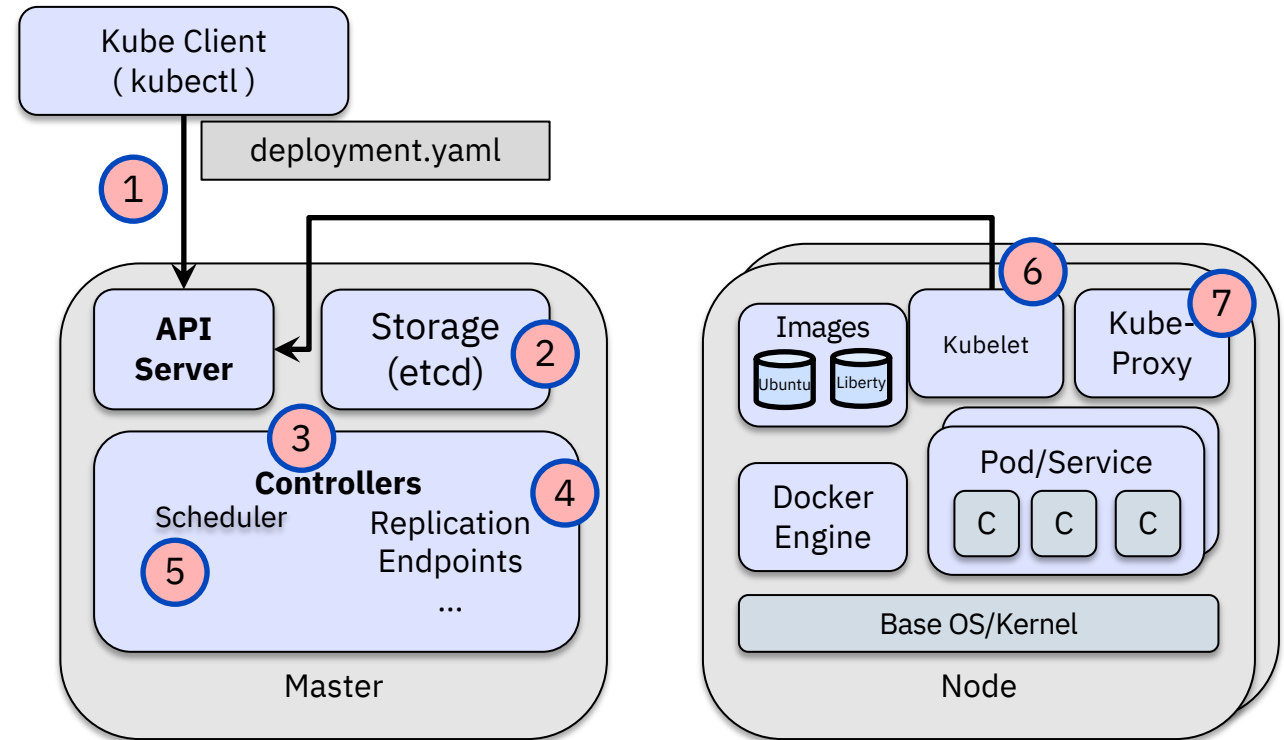 Kube Client
( kubectl )
deployment.yaml
1
API
Server
Storage
(etcd)
2
3
Controllers
4
Scheduler
5
Replication
Endpoints
...
Master
6
7
Images
Ubuntu
Liberty
Kubelet
Kube-
Proxy
Docker
Engine
Pod/Service
C
C
C
Base OS/Kernel
Node